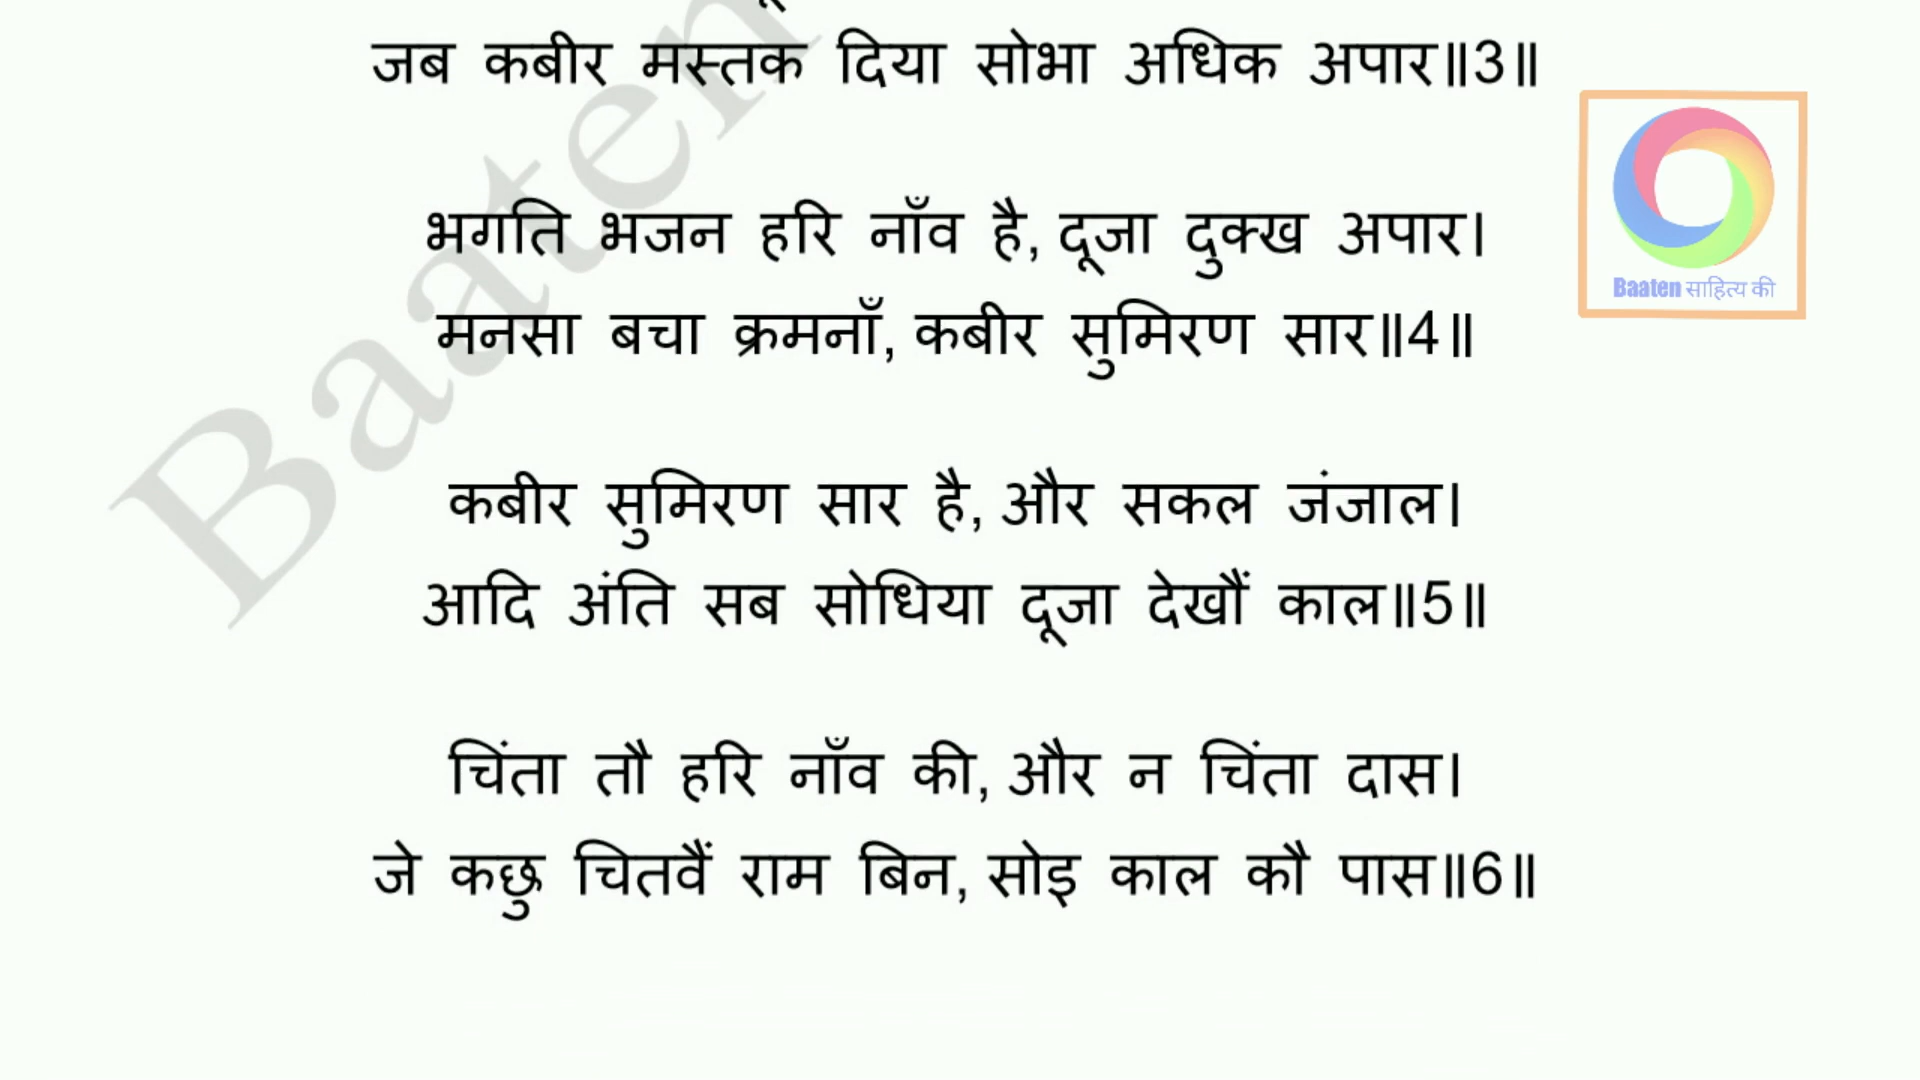 जब कबीर मस्तक दिया सोभा अधिक अपार॥3॥
भगति भजन हरि नाँव है, दूजा दुक्ख अपार।
मनसा बचा क्रमनाँ, कबीर सुमिरण सार॥4॥
कबीर सुमिरण सार है, और सकल जंजाल।
आदि अंति सब सोधिया दूजा देखौं काल॥5॥
चिंता तौ हरि नाँव की, और न चिंता दास।
जे कछु चितवैं राम बिन, सोइ काल कौ पास॥6॥
Baaten साहित्य की
Baaten